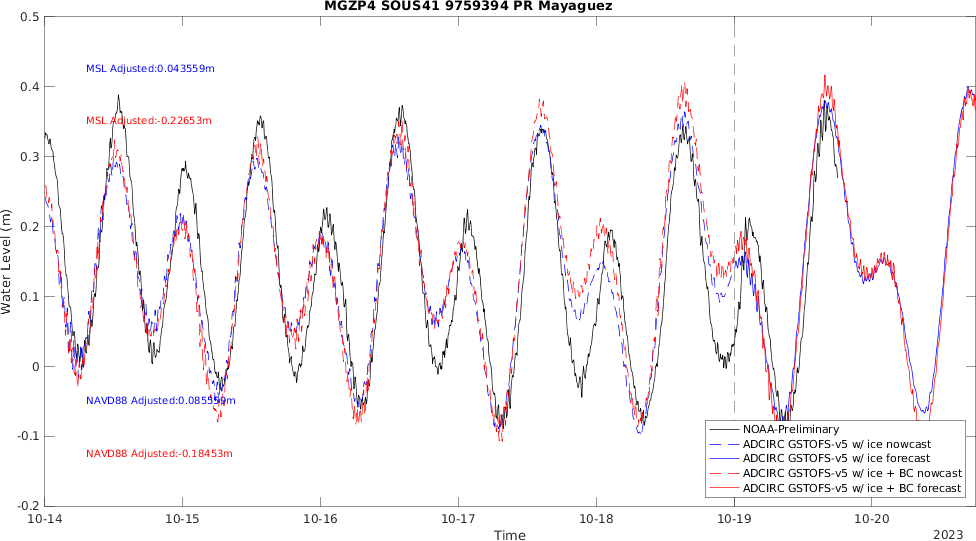 MGZP4 SOUS41 9759394 PR Mayaguez
0.5
0.4
0.3
0.2
0.1
0
-0.1
-0.2
Water Level (m)
MSL Adjusted:0.043559m
MSL Adjusted:-0.22653m
NAVD88 Adjusted:0.085559m
NAVD88 Adjusted:-0.18453m
NOAA-Preliminary
ADCIRC GSTOFS-v5 w/ ice nowcast
ADCIRC GSTOFS-v5 w/ ice forecast
ADCIRC GSTOFS-v5 w/ ice + BC nowcast
ADCIRC GSTOFS-v5 w/ ice + BC forecast
10-14 10-15 10-16 10-17 10-18 10-19 10-20
Time
2023